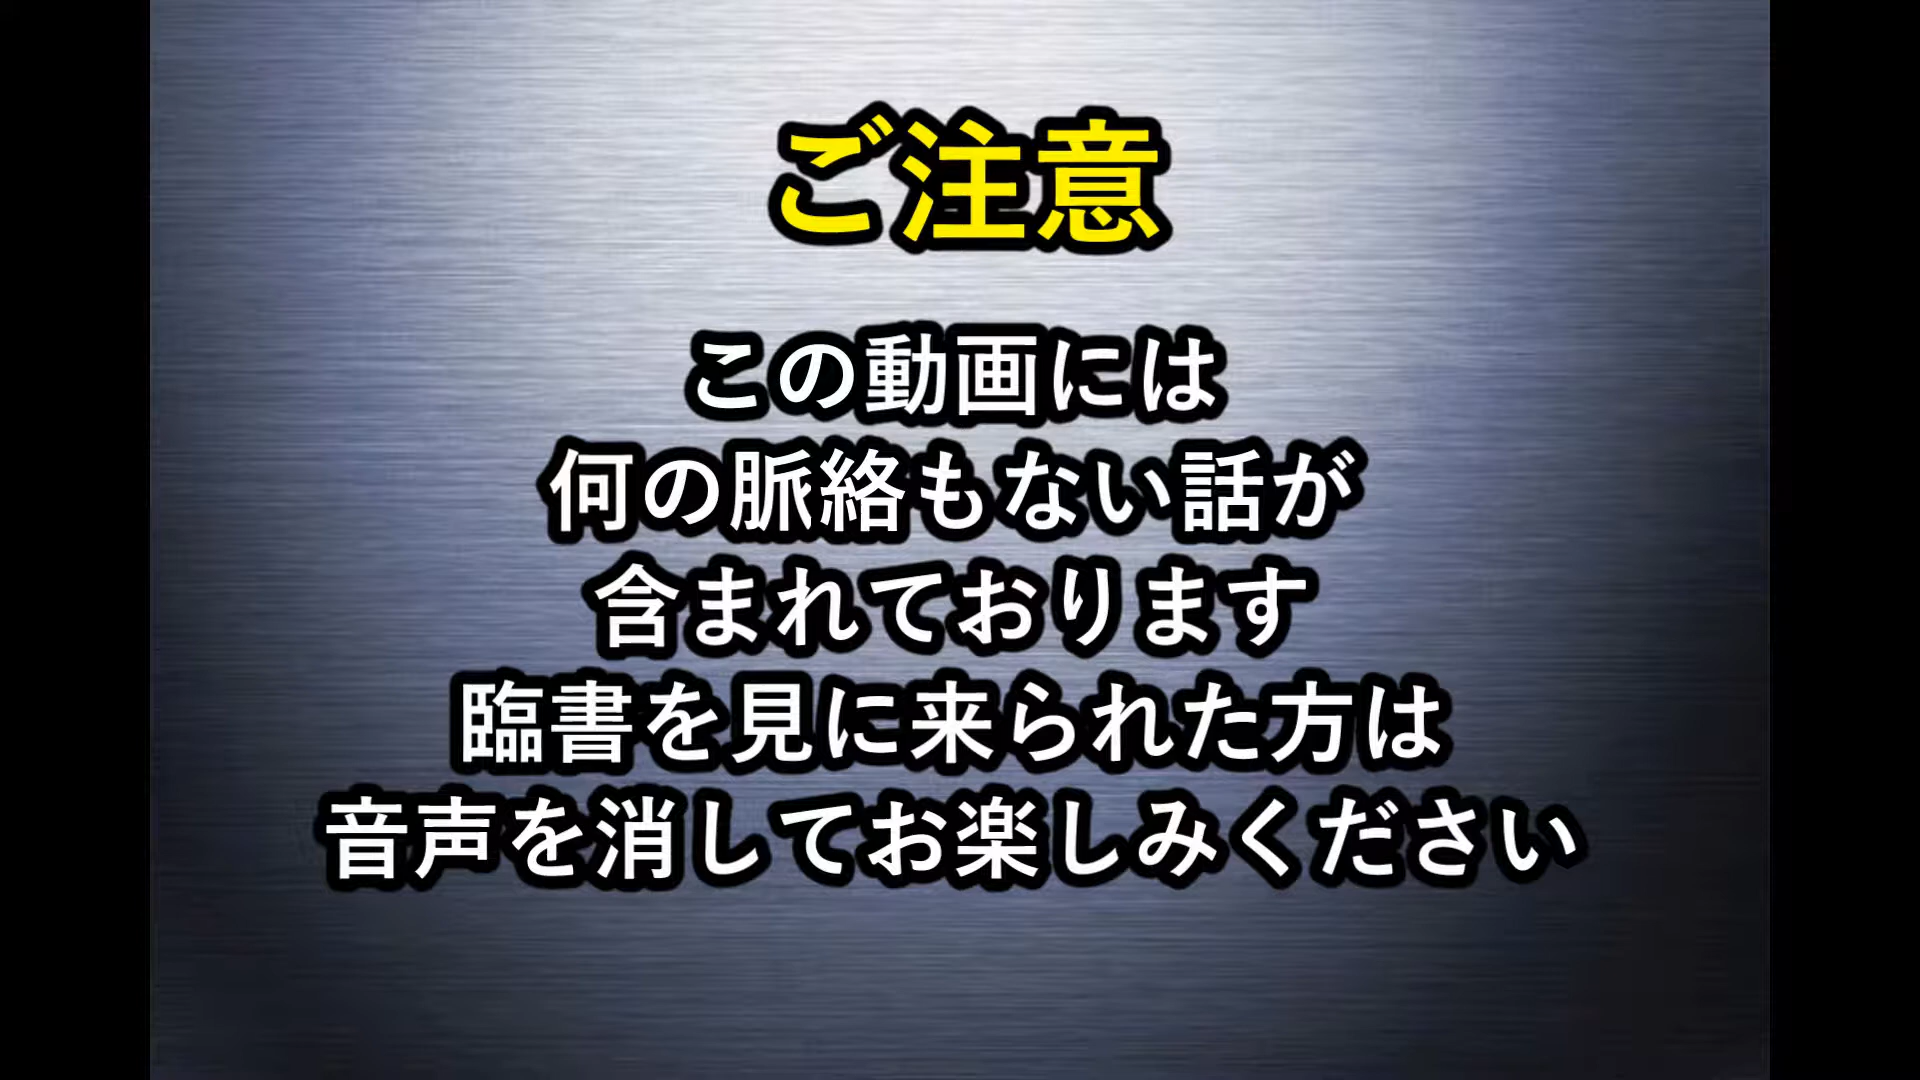 ご注意
この動画には
何の脈絡もない話が
含まれております
臨書を見に来られた方は
音声を消してお楽しみください